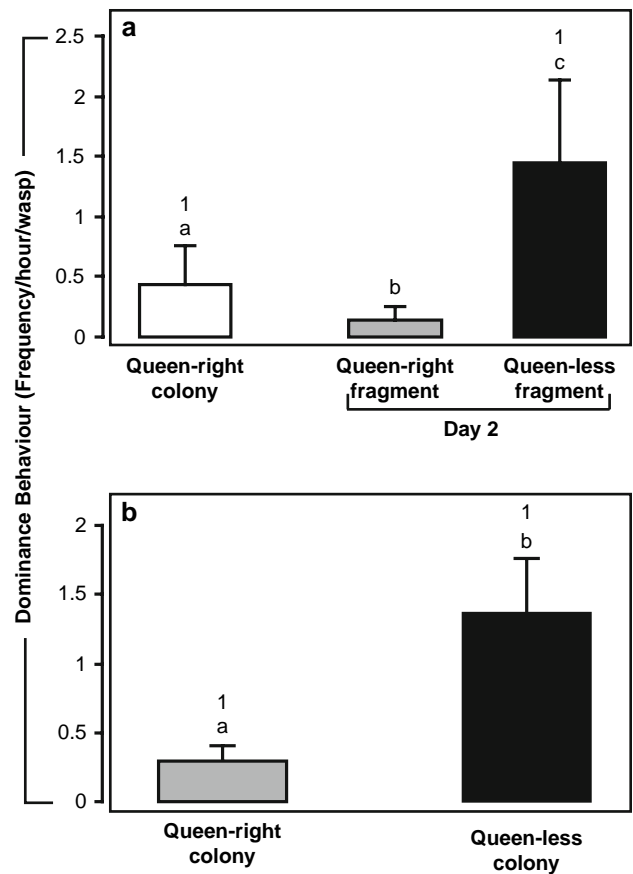 Dominance Behaviour (Frequency/hour/wasp)
a
2.5
2
1.5
1
0.5
0
1
a
b
1
c
Queen-right
colony
Queen-right
fragment
Queen-less
fragment
Day 2
b
2
1.5
1
0.5
0
1
a
1
b
Queen-right
colony
Queen-less
colony